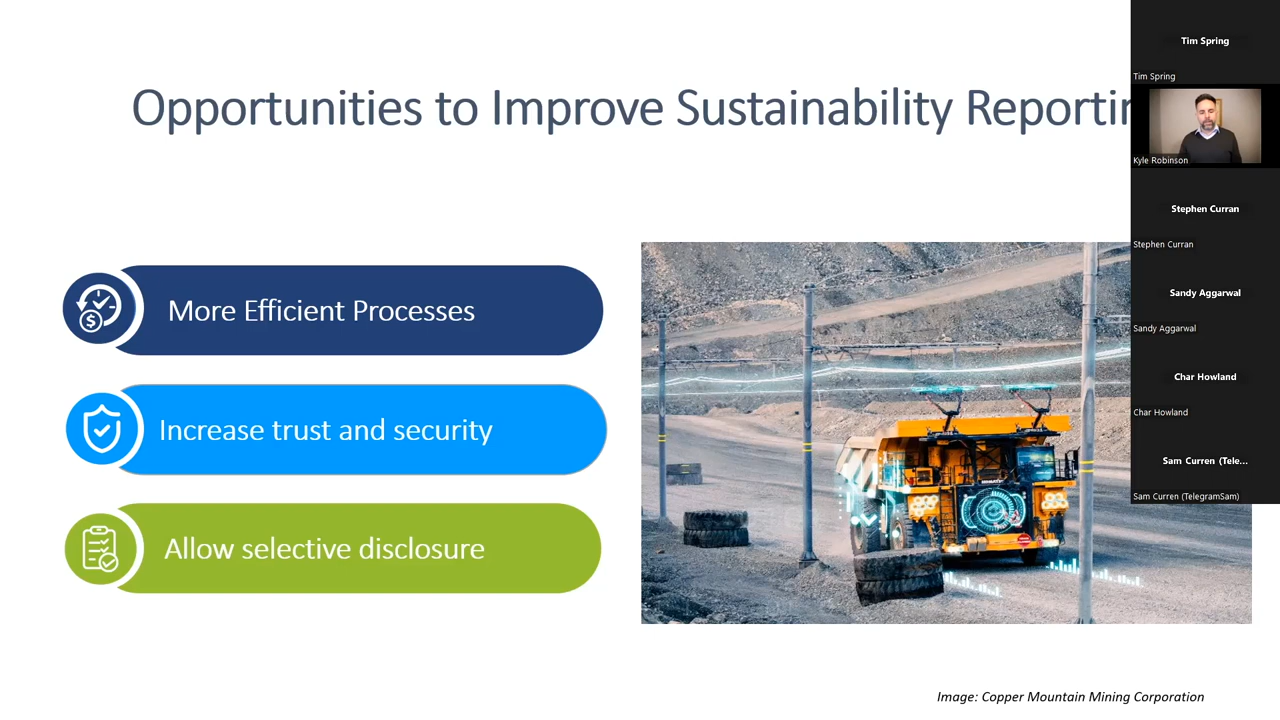 Opportunities to Improve Sustainability Reportin
More Efficient Processes
Increase trust and security
Allow selective disclosure
Image: Copper Mountain Mining Corporation
Tim Spring
Tim Spring
Kyle Robinson
Stephen Curran
Stephen Curran
Sandy Aggarwal
Sandy Aggarwal
Char Howland
Char Howland
Sam Curren (Tele...
Sam Curren (TelegramSam)